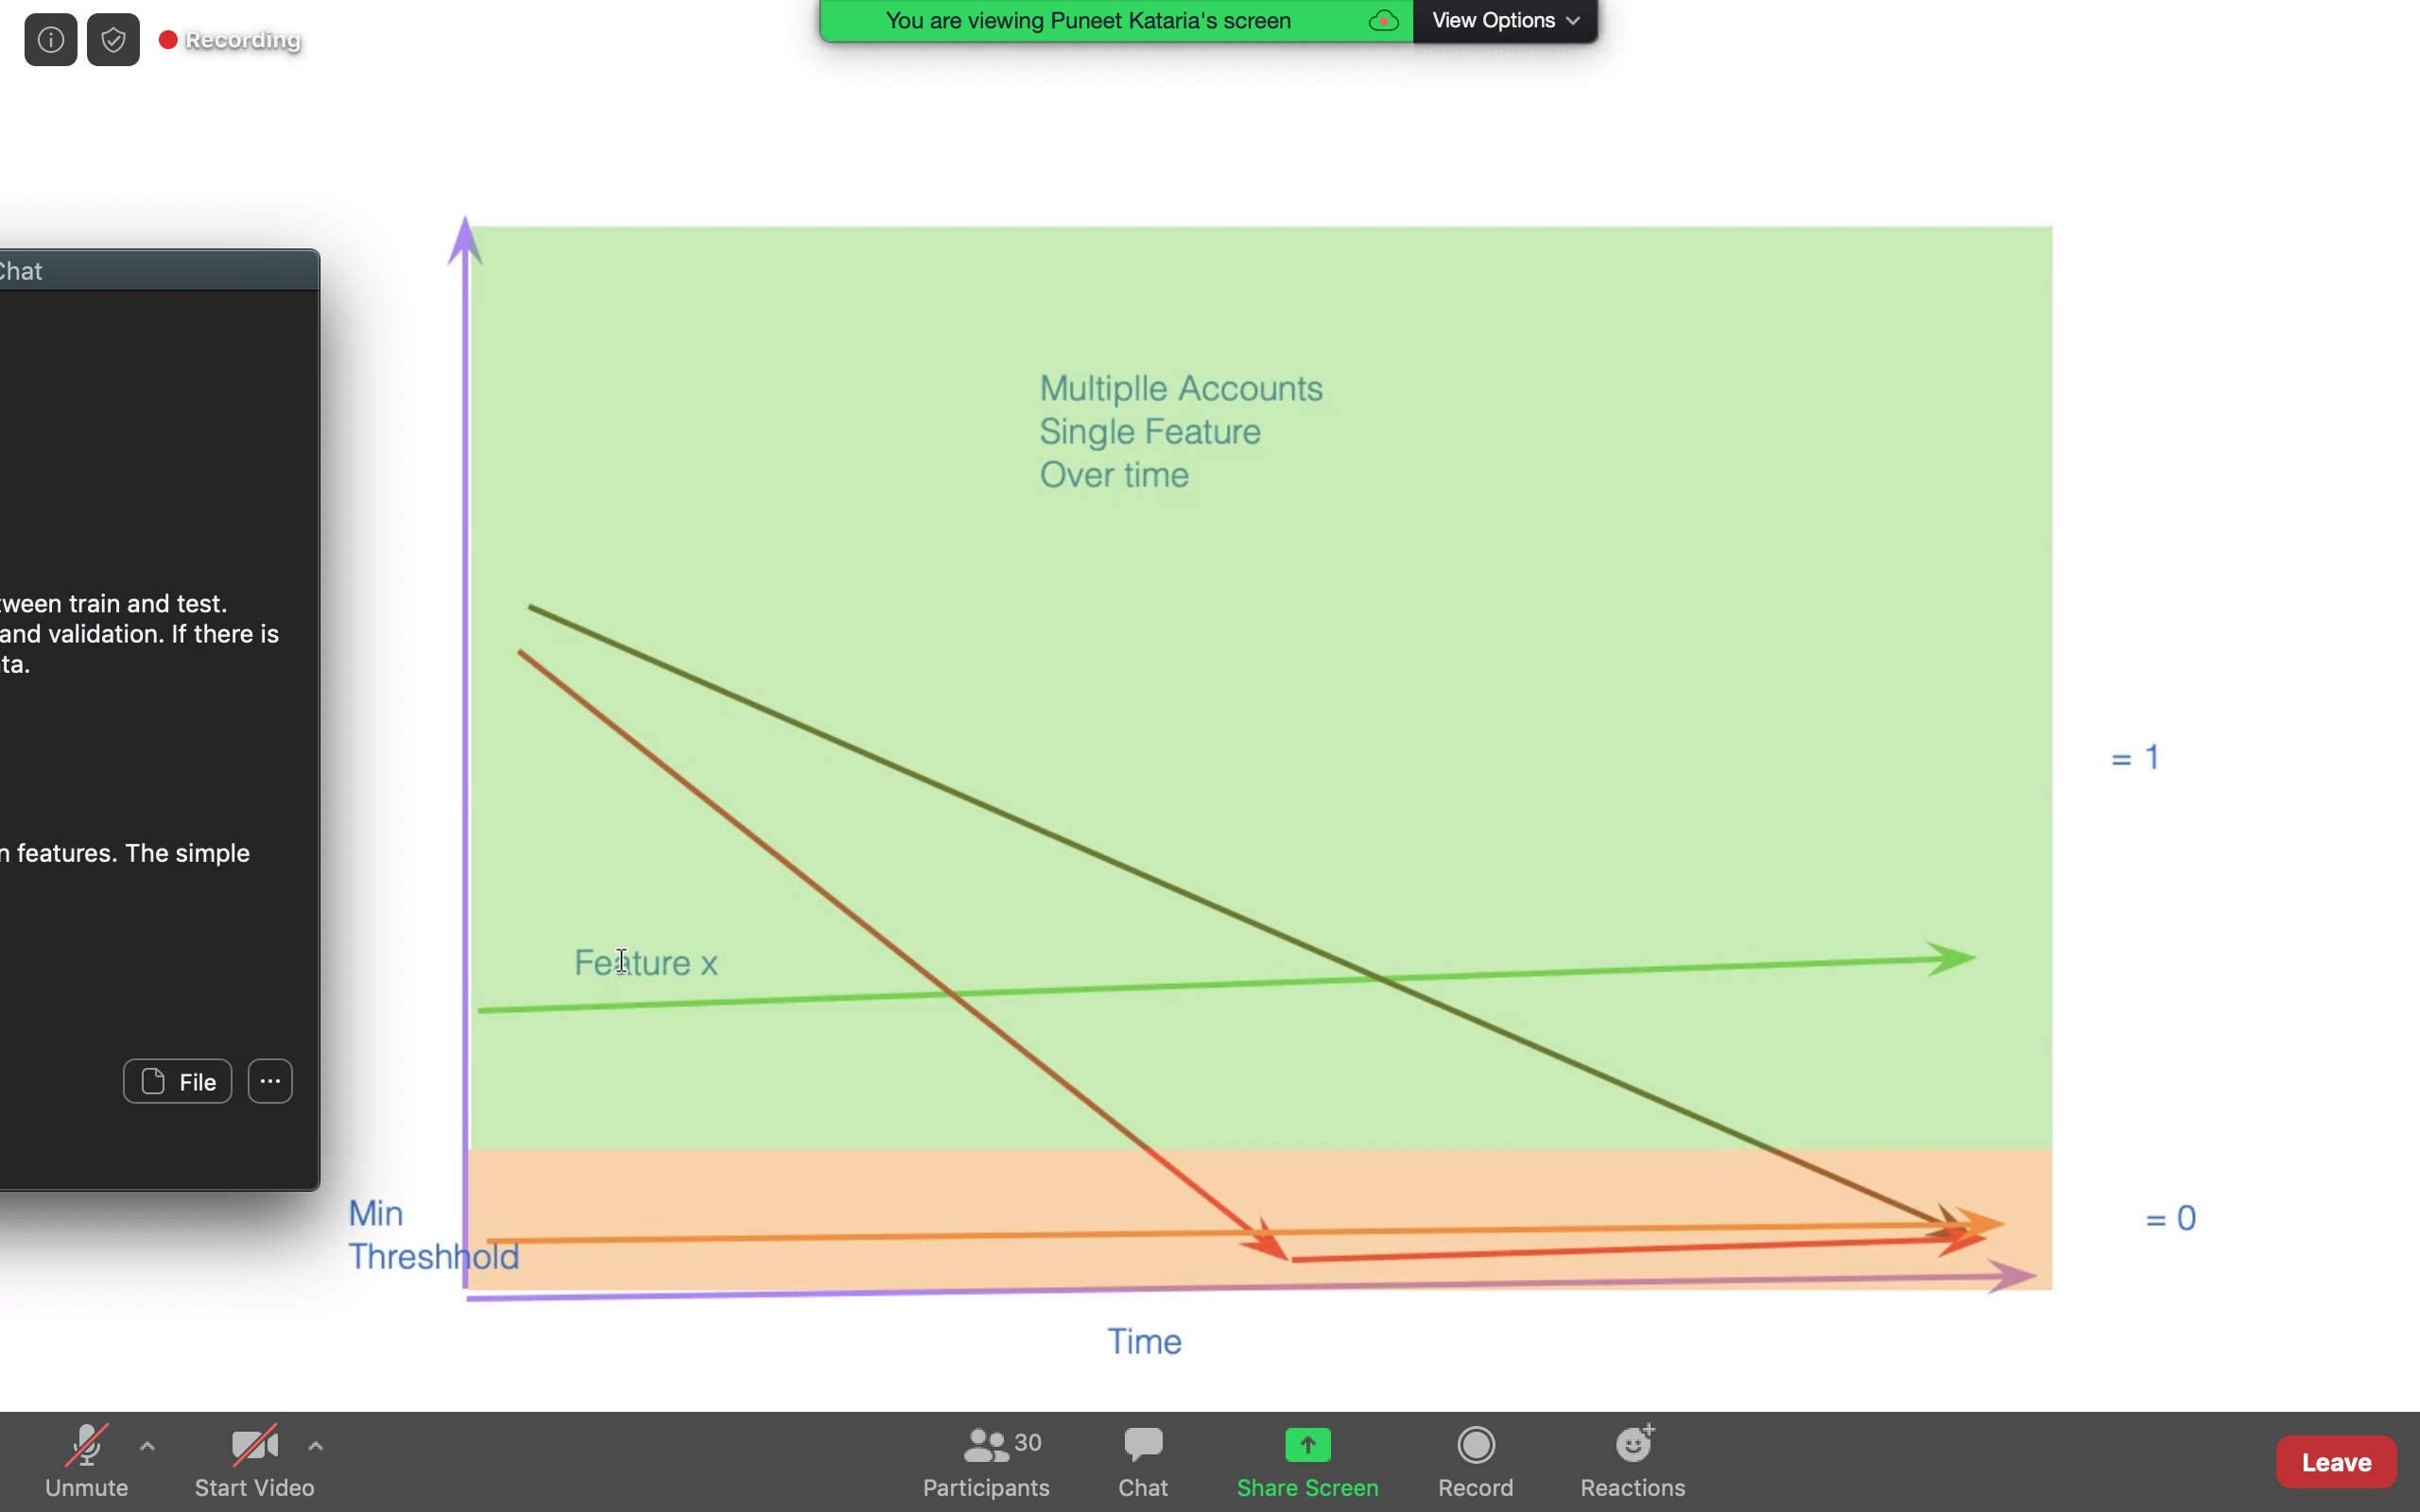 Recording
You are viewing Puneet Kataria's screen
View Options
Chat
tween train and test.
and validation. If there is
ta.
n features. The simple
File
Multiplle Accounts
Single Feature
Over time
= 1
Feature x
Min
Threshhold
= 0
Time
Unmute
Start Video
30
Participants
Chat
Share Screen
Record
Reactions
Leave